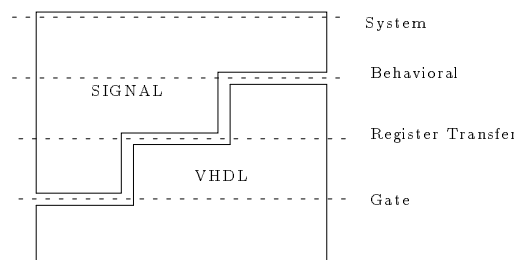 System
Behavioral
SIGNAL
Register Transfer
VHDL
Gate